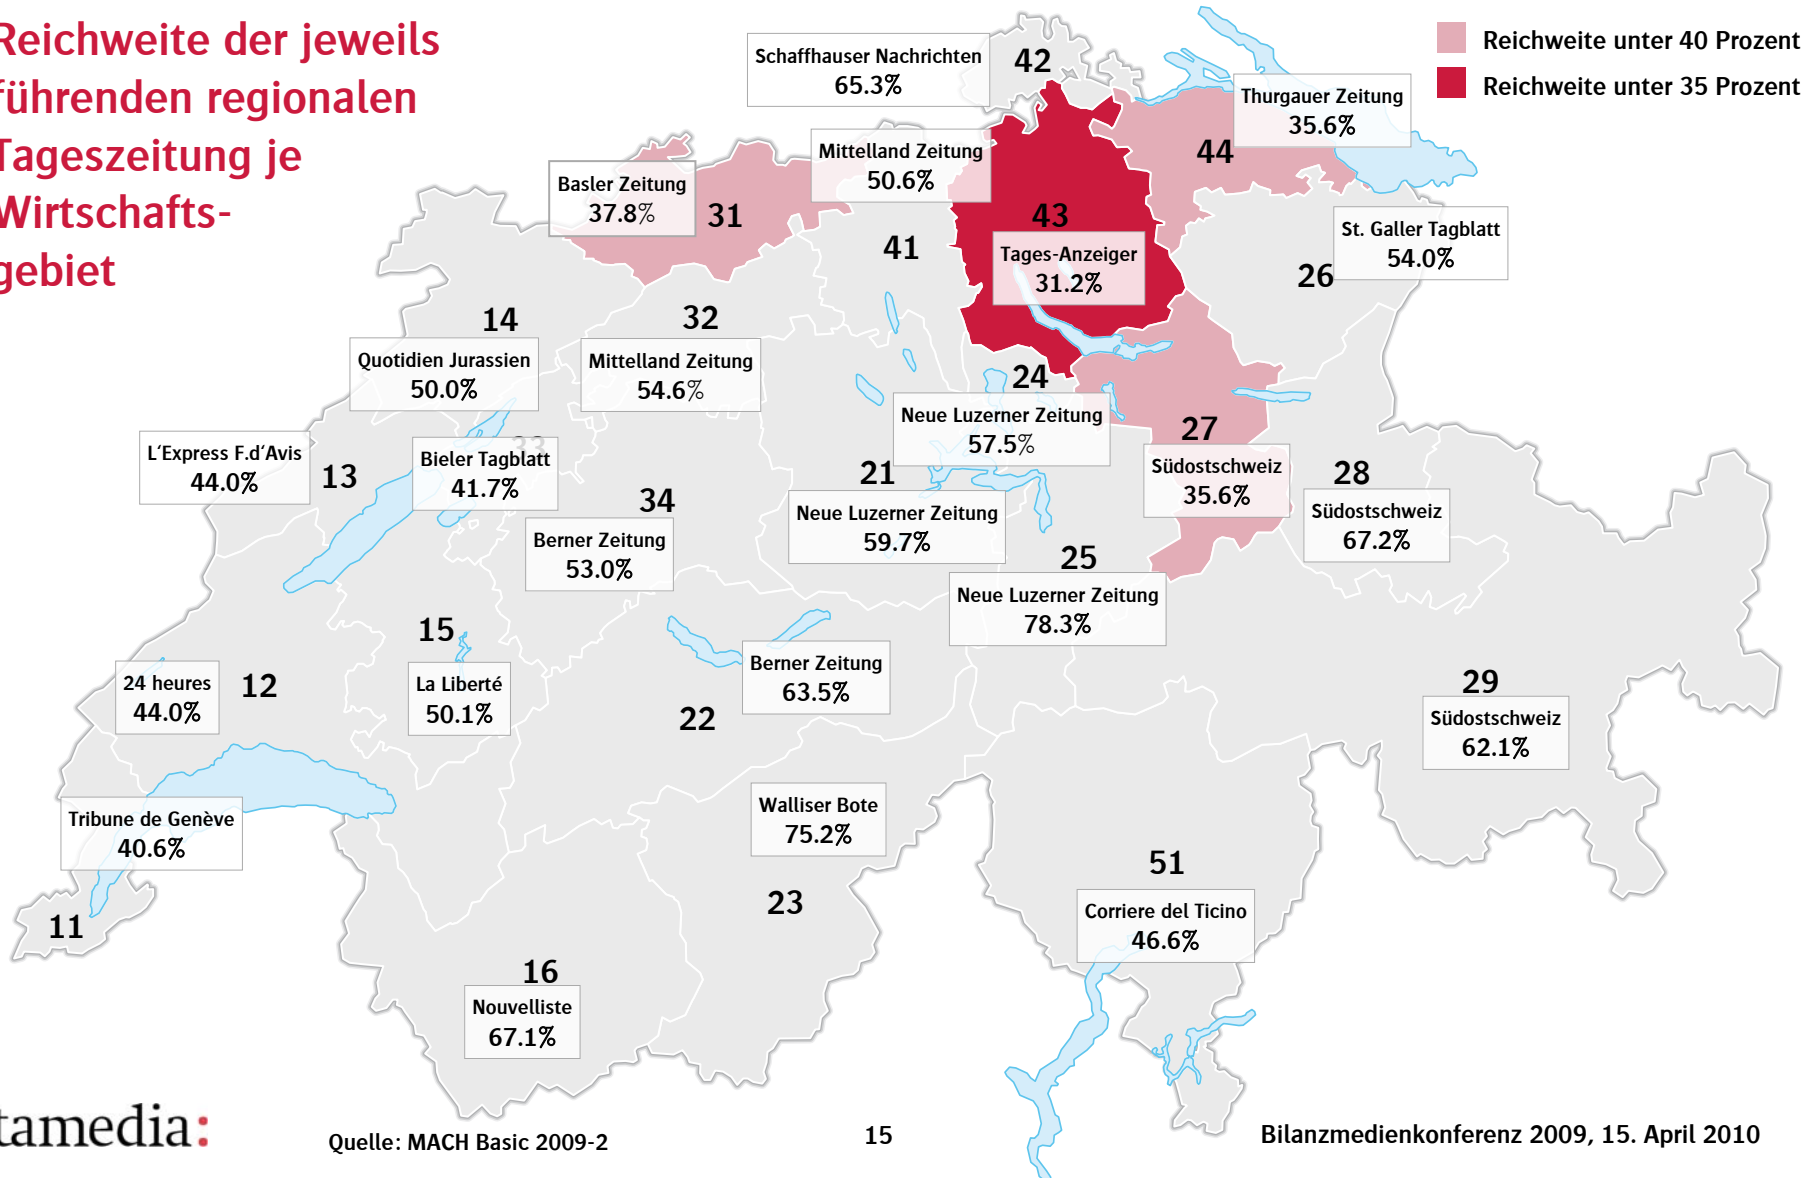 Reichweite der jeweils
führenden regionalen
Tageszeitung je
Wirtschafts-
gebiet
Reichweite unter 40 Prozent
Reichweite unter 35 Prozent
Schaffhauser Nachrichten
65.3%
42
Thurgauer Zeitung
35.6%
44
Mittelland Zeitung
50.6%
Basler Zeitung
37.8%
31
43
Tages-Anzeiger
31.2%
41
St. Galler Tagblatt
54.0%
26
14
Quotidien Jurassien
50.0%
32
Mittelland Zeitung
54.6%
24
Neue Luzerner Zeitung
57.5%
27
Südostschweiz
35.6%
28
Südostschweiz
67.2%
L‘Express F.d‘Avis
44.0%
13
33
Bieler Tagblatt
41.7%
34
Berner Zeitung
53.0%
21
Neue Luzerner Zeitung
59.7%
25
Neue Luzerner Zeitung
78.3%
15
La Liberté
50.1%
24 heures
44.0%
12
Berner Zeitung
63.5%
22
29
Südostschweiz
62.1%
Tribune de Genève
40.6%
11
Walliser Bote
75.2%
23
51
Corriere del Ticino
46.6%
16
Nouvelliste
67.1%
tamedia:
Quelle: MACH Basic 2009-2
15
Bilanzmedienkonferenz 2009, 15. April 2010